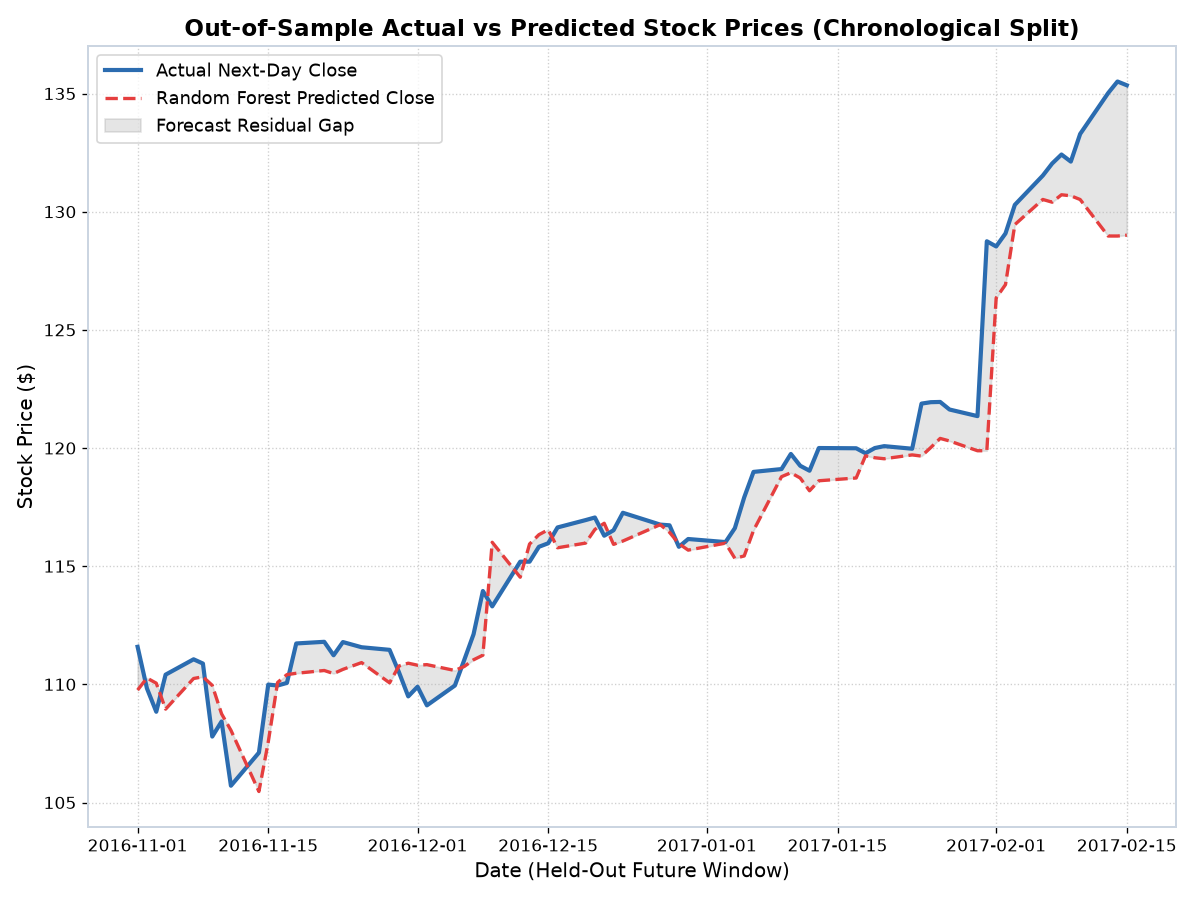 Out-of-Sample Actual vs Predicted Stock Prices (Chronological Split)
Actual Next-Day Close
Random Forest Predicted Close
Forecast Residual Gap
Stock Price ($)
135
130
125
120
115
110
105
2016-11-01 2016-11-15 2016-12-01 2016-12-15 2017-01-01 2017-01-15 2017-02-01 2017-02-15
Date (Held-Out Future Window)